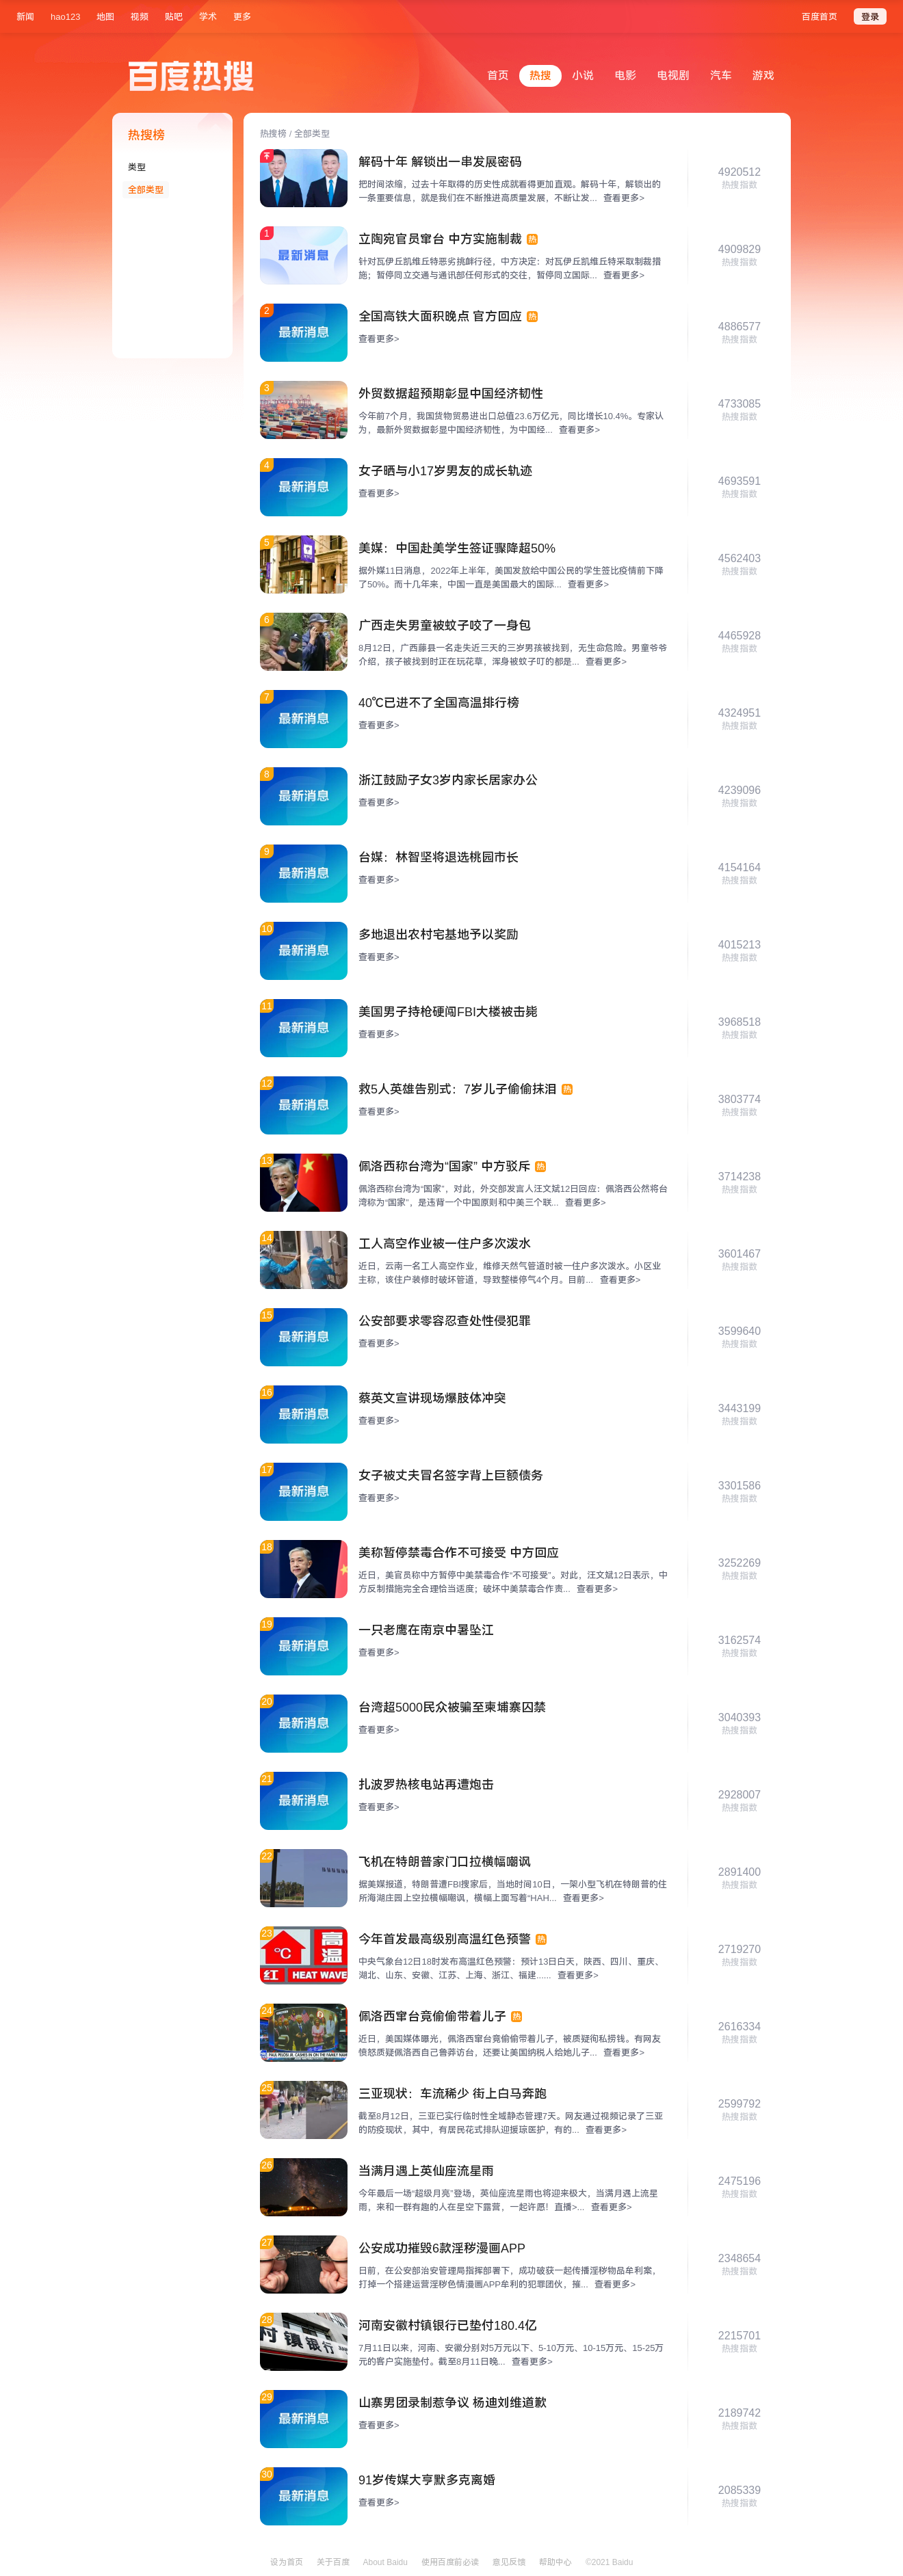 新闻 hao123 地图 视频 贴吧 学术 更多 百度首页 登录
百度热搜
首页 热搜 小说 电影 电视剧 汽车 游戏
热搜榜
类型
全部类型
热搜榜 / 全部类型
解码十年 解锁出一串发展密码
把时间浓缩，过去十年取得的历史性成就看得更加直观。解码十年，解锁出的
一条重要信息，就是我们在不断推进高质量发展，不断让发... 查看更多>
4920512
热搜指数
1
最新消息
立陶宛官员窜台 中方实施制裁 热
针对瓦伊丘凯维丘特恶劣挑衅行径，中方决定：对瓦伊丘凯维丘特采取制裁措
施；暂停同立交通与通讯部任何形式的交往，暂停同立国际... 查看更多>
4909829
热搜指数
2
最新消息
全国高铁大面积晚点 官方回应 热
查看更多>
4886577
热搜指数
3
外贸数据超预期彰显中国经济韧性
今年前7个月，我国货物贸易进出口总值23.6万亿元，同比增长10.4%。专家认
为，最新外贸数据彰显中国经济韧性，为中国经... 查看更多>
4733085
热搜指数
4
最新消息
女子晒与小17岁男友的成长轨迹
查看更多>
4693591
热搜指数
5
美媒：中国赴美学生签证骤降超50%
据外媒11日消息，2022年上半年，美国发放给中国公民的学生签比疫情前下降
了50%。而十几年来，中国一直是美国最大的国际... 查看更多>
4562403
热搜指数
6
广西走失男童被蚊子咬了一身包
8月12日，广西藤县一名走失近三天的三岁男孩被找到，无生命危险。男童爷爷
介绍，孩子被找到时正在玩花草，浑身被蚊子叮的都是... 查看更多>
4465928
热搜指数
7
最新消息
40℃已进不了全国高温排行榜
查看更多>
4324951
热搜指数
8
最新消息
浙江鼓励子女3岁内家长居家办公
查看更多>
4239096
热搜指数
9
最新消息
台媒：林智坚将退选桃园市长
查看更多>
4154164
热搜指数
10
最新消息
多地退出农村宅基地予以奖励
查看更多>
4015213
热搜指数
11
最新消息
美国男子持枪硬闯FBI大楼被击毙
查看更多>
3968518
热搜指数
12
最新消息
救5人英雄告别式：7岁儿子偷偷抹泪 热
查看更多>
3803774
热搜指数
13
佩洛西称台湾为“国家” 中方驳斥 热
佩洛西称台湾为“国家”，对此，外交部发言人汪文斌12日回应：佩洛西公然将台
湾称为“国家”，是违背一个中国原则和中美三个联... 查看更多>
3714238
热搜指数
14
工人高空作业被一住户多次泼水
近日，云南一名工人高空作业，维修天然气管道时被一住户多次泼水。小区业
主称，该住户装修时破坏管道，导致整楼停气4个月。目前... 查看更多>
3601467
热搜指数
15
最新消息
公安部要求零容忍查处性侵犯罪
查看更多>
3599640
热搜指数
16
最新消息
蔡英文宣讲现场爆肢体冲突
查看更多>
3443199
热搜指数
17
最新消息
女子被丈夫冒名签字背上巨额债务
查看更多>
3301586
热搜指数
18
美称暂停禁毒合作不可接受 中方回应
近日，美官员称中方暂停中美禁毒合作“不可接受”。对此，汪文斌12日表示，中
方反制措施完全合理恰当适度；破坏中美禁毒合作责... 查看更多>
3252269
热搜指数
19
最新消息
一只老鹰在南京中暑坠江
查看更多>
3162574
热搜指数
20
最新消息
台湾超5000民众被骗至柬埔寨囚禁
查看更多>
3040393
热搜指数
21
最新消息
扎波罗热核电站再遭炮击
查看更多>
2928007
热搜指数
22
飞机在特朗普家门口拉横幅嘲讽
据美媒报道，特朗普遭FBI搜家后，当地时间10日，一架小型飞机在特朗普的住
所海湖庄园上空拉横幅嘲讽，横幅上面写着“HAH... 查看更多>
2891400
热搜指数
23
℃ 高温
红 HEAT WAVE
今年首发最高级别高温红色预警 热
中央气象台12日18时发布高温红色预警：预计13日白天，陕西、四川、重庆、
湖北、山东、安徽、江苏、上海、浙江、福建...... 查看更多>
2719270
热搜指数
24
佩洛西窜台竟偷偷带着儿子 热
近日，美国媒体曝光，佩洛西窜台竟偷偷带着儿子，被质疑徇私捞钱。有网友
愤怒质疑佩洛西自己鲁莽访台，还要让美国纳税人给她儿子... 查看更多>
2616334
热搜指数
25
三亚现状：车流稀少 街上白马奔跑
截至8月12日，三亚已实行临时性全域静态管理7天。网友通过视频记录了三亚
的防疫现状，其中，有居民花式排队迎援琼医护，有的... 查看更多>
2599792
热搜指数
26
当满月遇上英仙座流星雨
今年最后一场“超级月亮”登场，英仙座流星雨也将迎来极大，当满月遇上流星
雨，来和一群有趣的人在星空下露营，一起许愿！直播>... 查看更多>
2475196
热搜指数
27
公安成功摧毁6款淫秽漫画APP
日前，在公安部治安管理局指挥部署下，成功破获一起传播淫秽物品牟利案，
打掉一个搭建运营淫秽色情漫画APP牟利的犯罪团伙，摧... 查看更多>
2348654
热搜指数
28
村镇银行
河南安徽村镇银行已垫付180.4亿
7月11日以来，河南、安徽分别对5万元以下、5-10万元、10-15万元、15-25万
元的客户实施垫付。截至8月11日晚... 查看更多>
2215701
热搜指数
29
最新消息
山寨男团录制惹争议 杨迪刘维道歉
查看更多>
2189742
热搜指数
30
最新消息
91岁传媒大亨默多克离婚
查看更多>
2085339
热搜指数
设为首页 关于百度 About Baidu 使用百度前必读 意见反馈 帮助中心 ©2021 Baidu